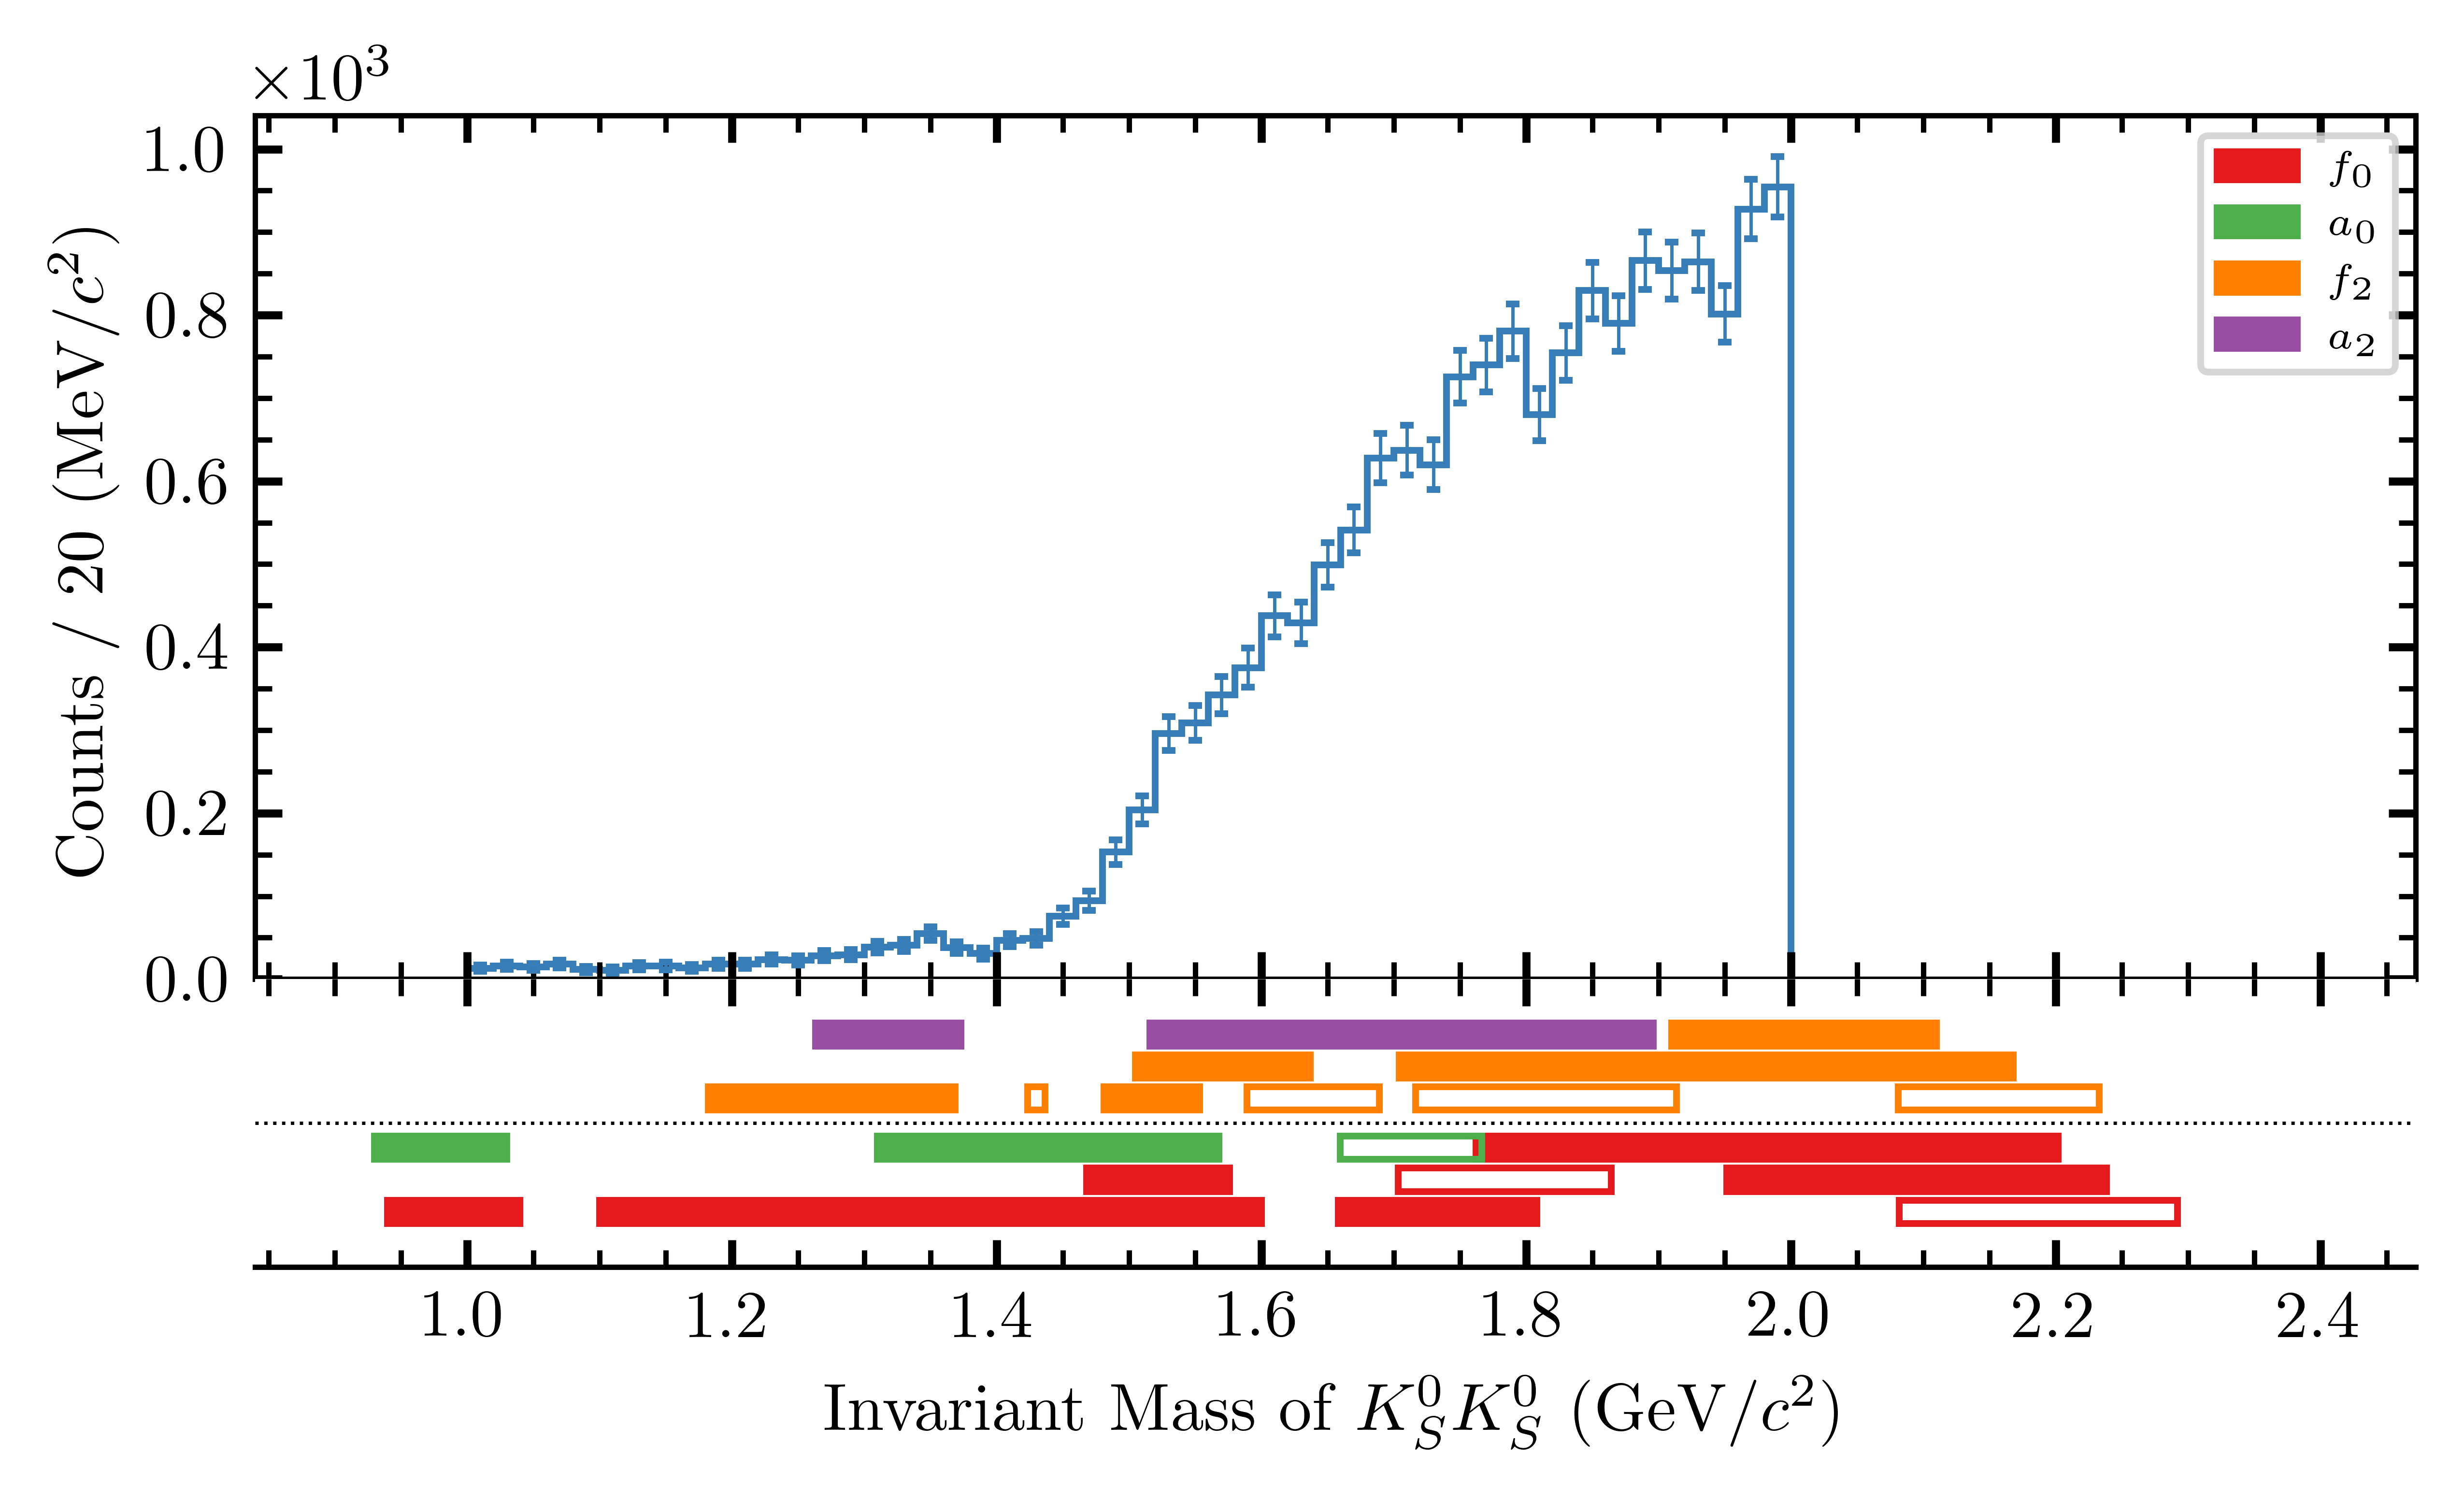 ×10³
1.0
0.8
0.6
0.4
0.2
0.0
Counts / 20 (MeV/c²)
f₀
a₀
f₂
a₂
1.0 1.2 1.4 1.6 1.8 2.0 2.2 2.4
Invariant Mass of K⁰_S K⁰_S (GeV/c²)